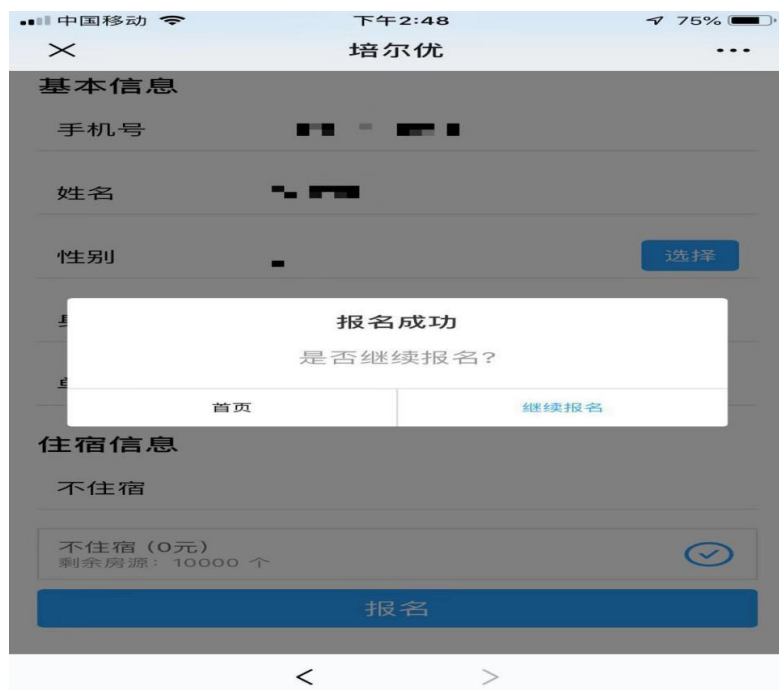 中国移动 下午2:48 75%
培尔优
基本信息
手机号
姓名
性别 选择
报名成功
是否继续报名?
首页 继续报名
住宿信息
不住宿
不住宿（0元）
剩余房源：10000 个
报名